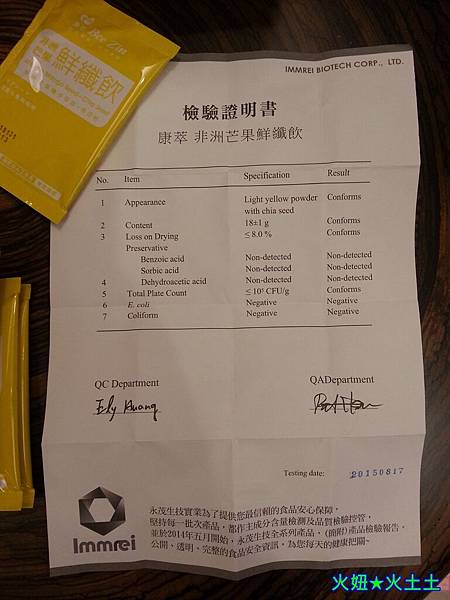 IMMREI BIOTECH CORP., LTD.
Bor Zin
鮮纖飲
檢驗證明書
康萃 非洲芒果鮮纖飲
No. Item Specification Result
1 Appearance Light yellow powder Conforms
with chia seed
2 Content 18±1 g Conforms
3 Loss on Drying ≤ 8.0 % Conforms
Preservative
Benzoic acid Non-detected Non-detected
Sorbic acid Non-detected Non-detected
4 Dehydroacetic acid Non-detected Non-detected
5 Total Plate Count ≤ 10⁵ CFU/g Conforms
6 E. coli Negative Negative
7 Coliform Negative Negative
QC Department QADepartment
Testing date: 20150817
永茂生技實業為了提供您最信賴的食品安心保障，
堅持每一批次產品，都作主成分含量檢測及品質檢驗控管，
並於2014年五月開始，永茂生技全系列產品，(簡附)產品檢驗報告，
公開，透明，完整的食品安全資訊，為您每天的健康把關~
Immrei
火妞★火土土